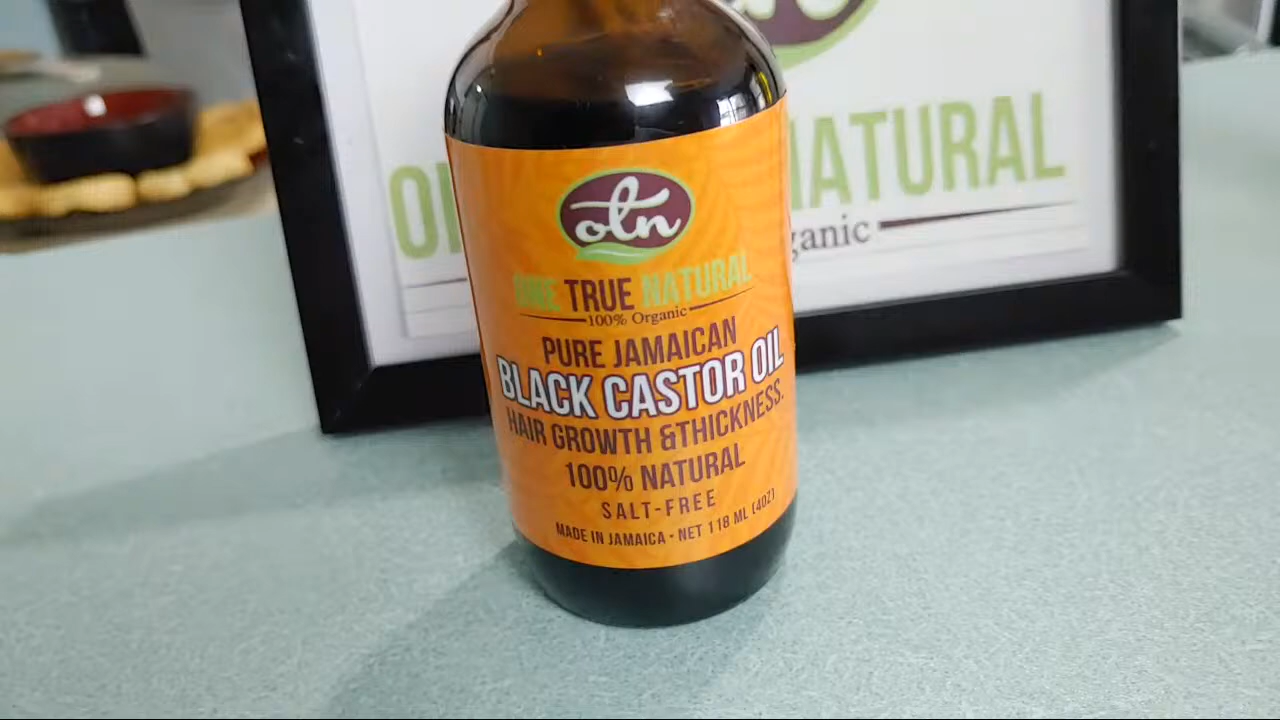 otn
ONE TRUE NATURAL
100% Organic
PURE JAMAICAN
BLACK CASTOR OIL
HAIR GROWTH &THICKNESS.
100% NATURAL
SALT-FREE
MADE IN JAMAICA • NET 118 ML (4OZ)
NATURAL